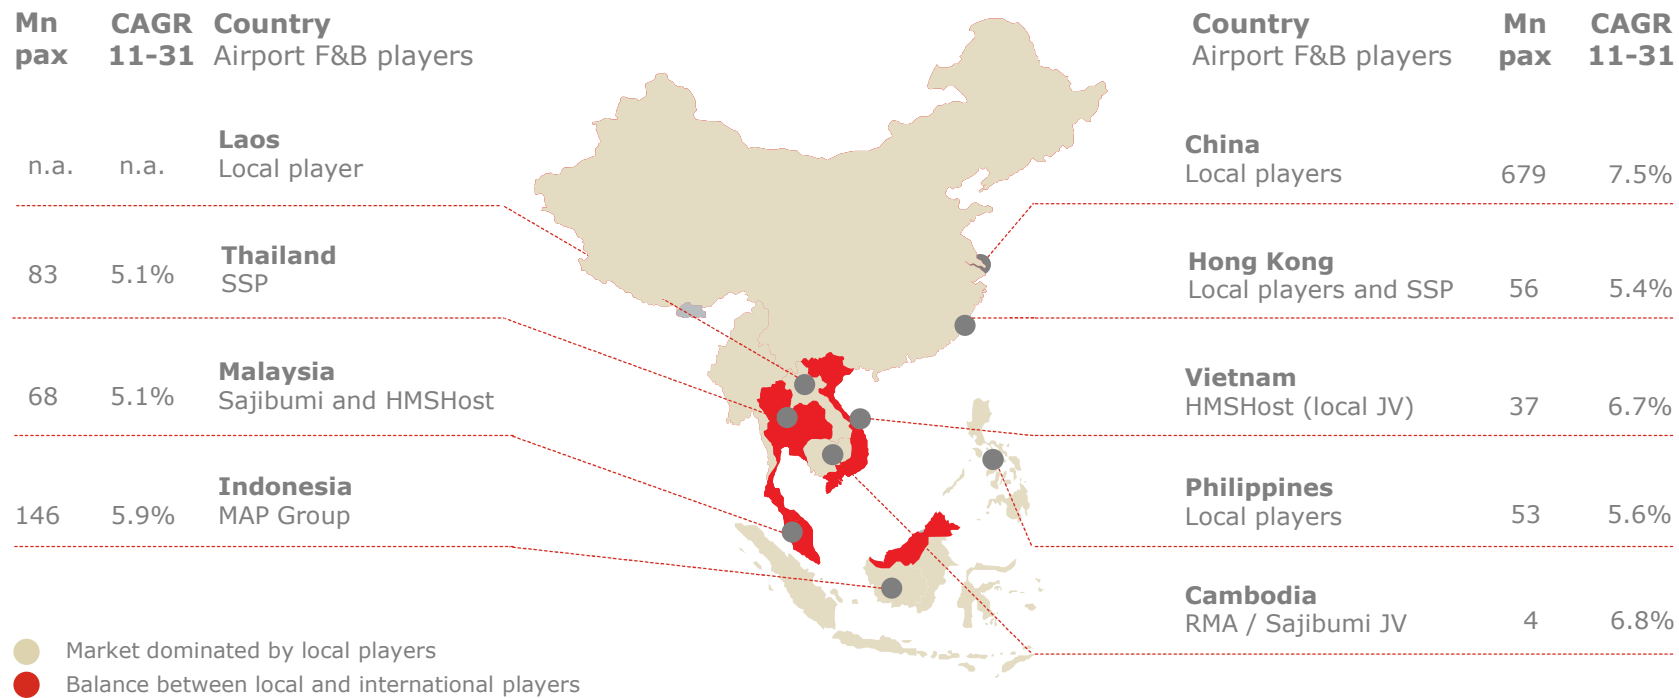 Mn CAGR Country
pax 11-31 Airport F&B players
Laos
n.a. n.a. Local player
Thailand
83 5.1% SSP
Malaysia
68 5.1% Sajibumi and HMSHost
Indonesia
146 5.9% MAP Group
Market dominated by local players
Balance between local and international players
Country Mn CAGR
Airport F&B players pax 11-31
China
Local players 679 7.5%
Hong Kong
Local players and SSP 56 5.4%
Vietnam
HMSHost (local JV) 37 6.7%
Philippines
Local players 53 5.6%
Cambodia
RMA / Sajibumi JV 4 6.8%